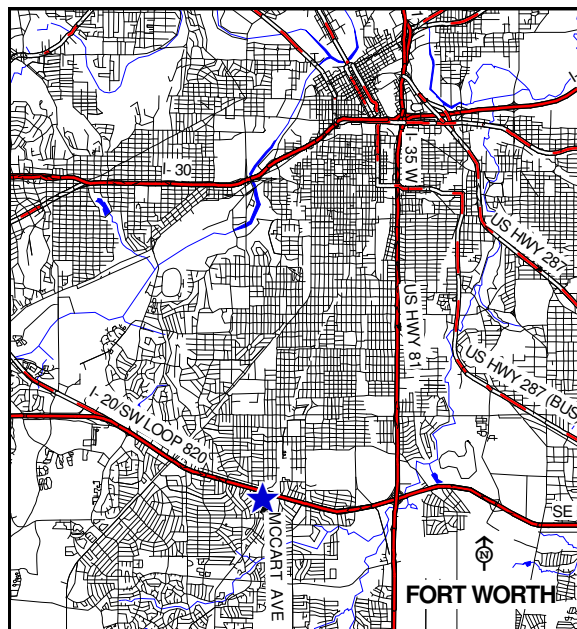 I- 30
I- 35 W
US HWY 287
US HWY 81
US HWY 287 (BUS
I- 20/SW LOOP 820
SE
MCCART AVE
N
FORT WORTH